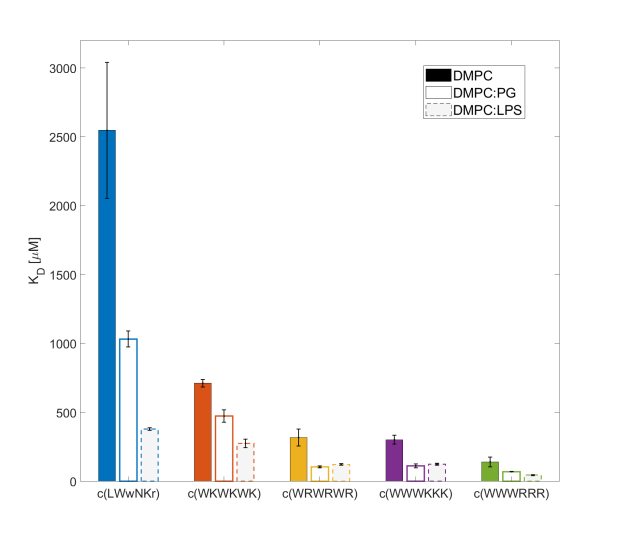 3000
2500
2000
1500
1000
500
0
K_D [μM]
DMPC
DMPC:PG
DMPC:LPS
c(LWwNKr) c(WKWKWK) c(WRWRWR) c(WWWKKK) c(WWWRRR)